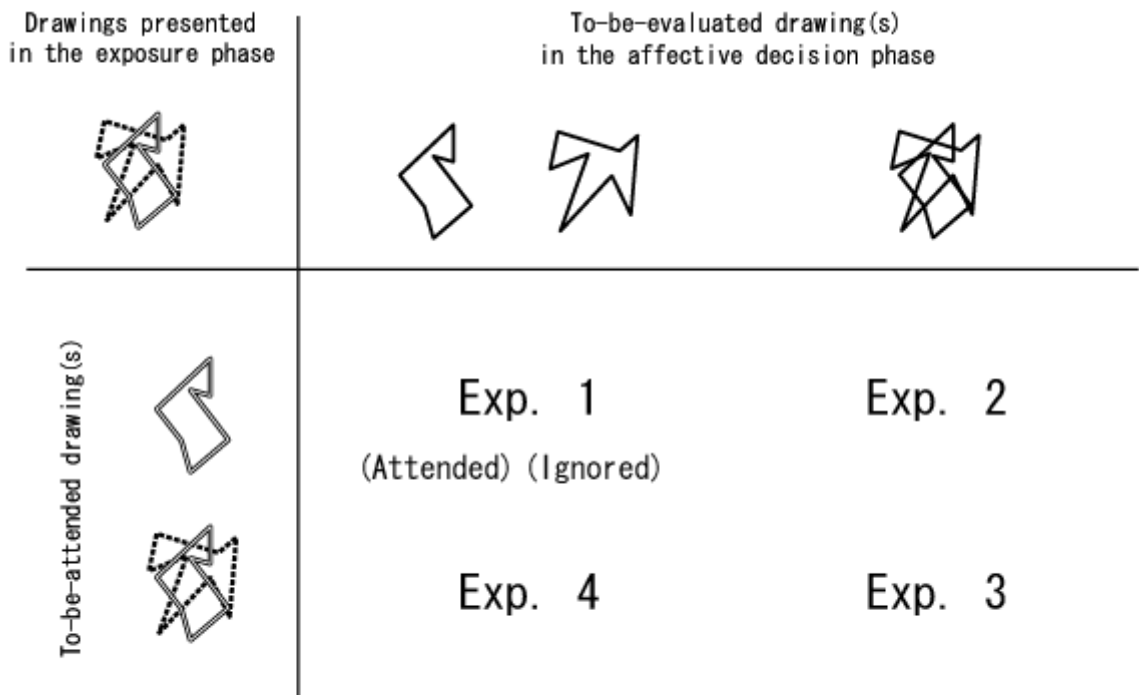 Drawings presented
in the exposure phase
To-be-evaluated drawing(s)
in the affective decision phase
To-be-attended drawing(s)
Exp. 1
Exp. 2
(Attended) (Ignored)
Exp. 4
Exp. 3